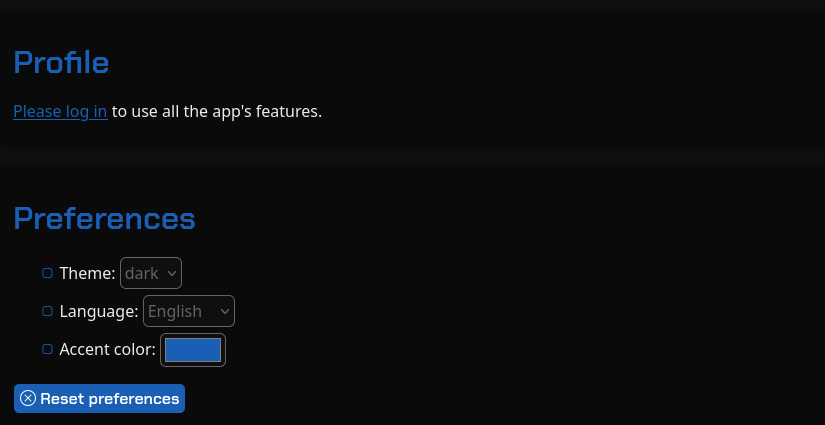 Profile
Please log in to use all the app's features.
Preferences
Theme: dark
Language: English
Accent color:
Reset preferences